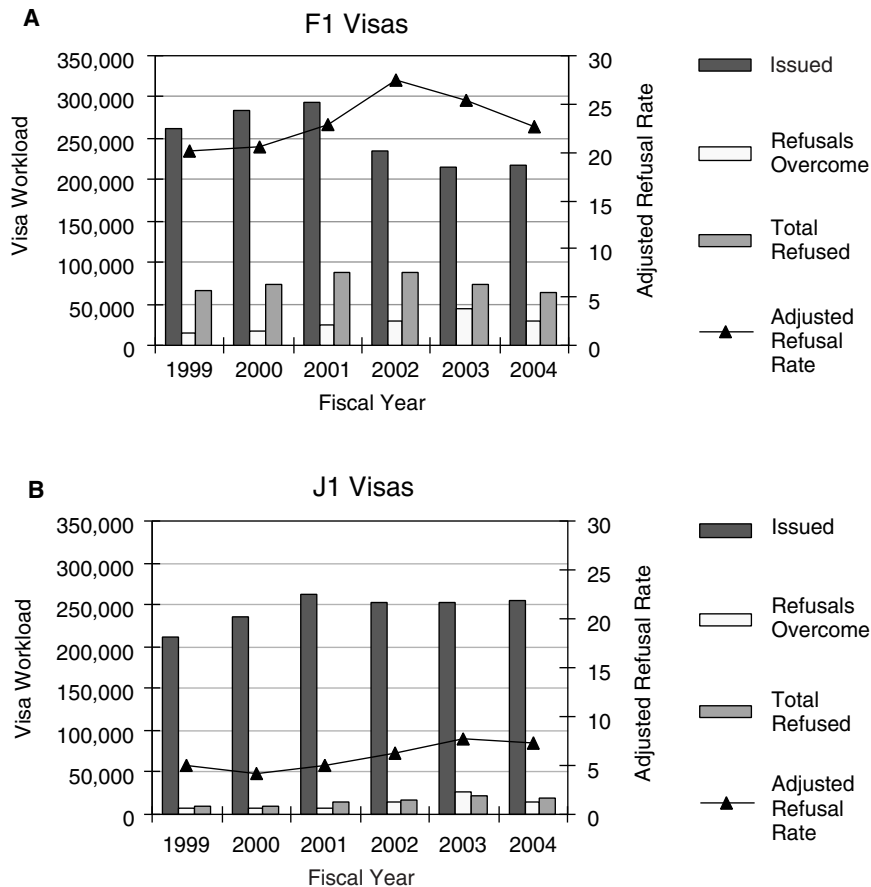 A
F1 Visas
350,000
300,000
250,000
200,000
150,000
100,000
50,000
0
Visa Workload
30
25
20
15
10
5
0
Adjusted Refusal Rate
1999 2000 2001 2002 2003 2004
Fiscal Year
Issued
Refusals
Overcome
Total
Refused
Adjusted
Refusal
Rate
B
J1 Visas
350,000
300,000
250,000
200,000
150,000
100,000
50,000
0
Visa Workload
30
25
20
15
10
5
0
Adjusted Refusal Rate
1999 2000 2001 2002 2003 2004
Fiscal Year
Issued
Refusals
Overcome
Total
Refused
Adjusted
Refusal
Rate